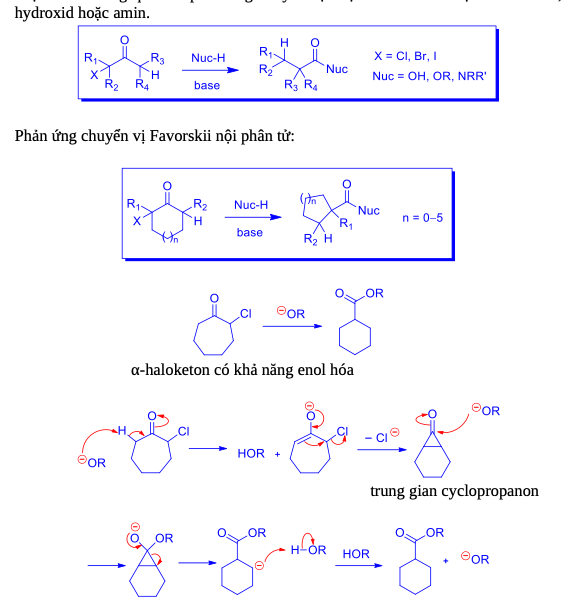 hydroxid hoặc amin.
O
R1 R3 Nuc-H H O X = Cl, Br, I
X H base R1 Nuc Nuc = OH, OR, NRR'
R2 R4 R2 R3 R4
Phản ứng chuyển vị Favorskii nội phân tử:
O O
R1 R2 Nuc-H ( )n Nuc n = 0–5
X H base R1
( )n R2 H
O Cl ⊖OR O OR
α-haloketon có khả năng enol hóa
H O Cl O⊖ Cl – Cl⊖ O ⊖OR
⊖OR HOR +
trung gian cyclopropanon
⊖O OR O OR H–OR HOR O OR
⊖ + ⊖OR